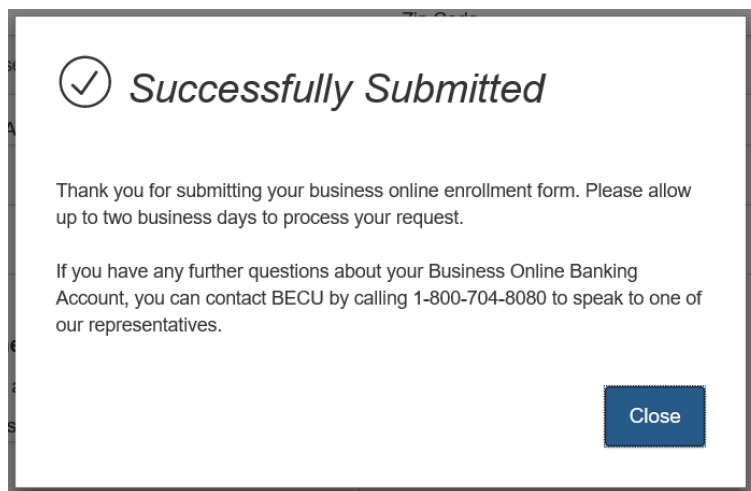 Zip Code
Successfully Submitted
Thank you for submitting your business online enrollment form. Please allow
up to two business days to process your request.
If you have any further questions about your Business Online Banking
Account, you can contact BECU by calling 1-800-704-8080 to speak to one of
our representatives.
Close